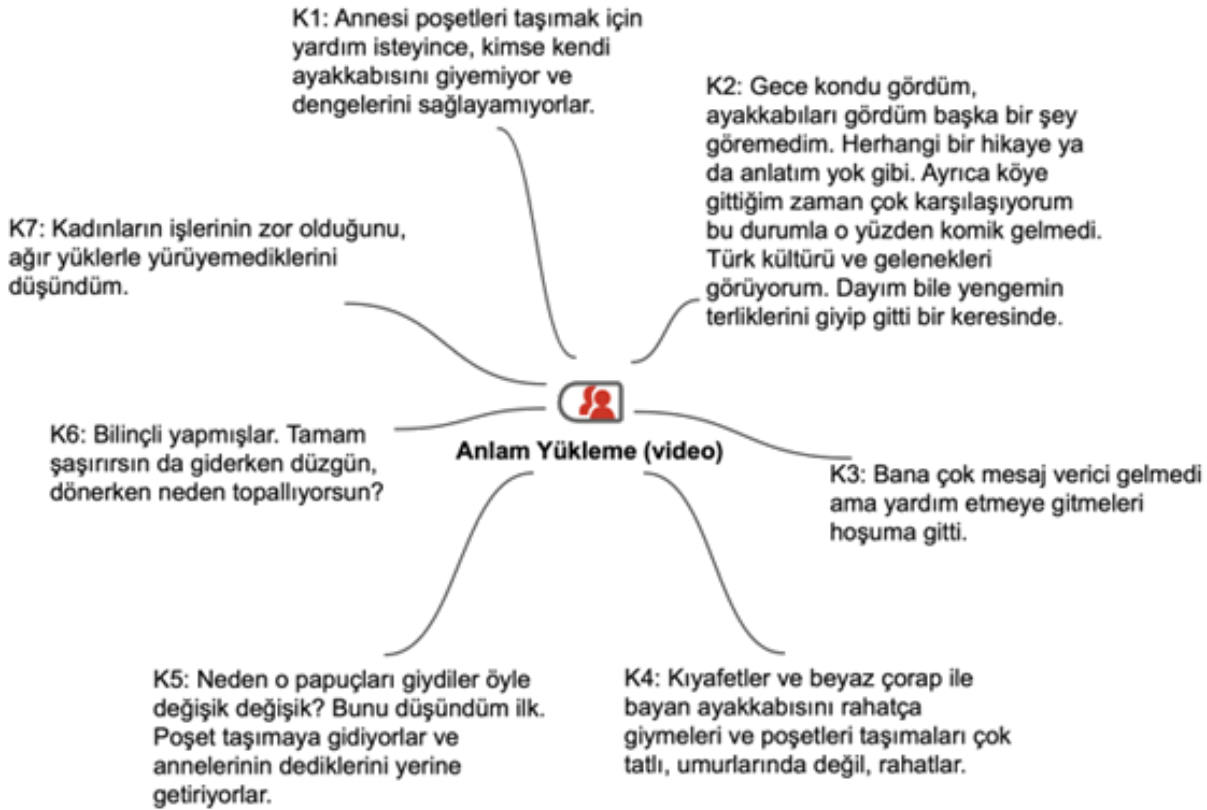 K1: Annesi poşetleri taşımak için
yardım isteyince, kimse kendi
ayakkabısını giyemiyor ve
dengelerini sağlayamıyorlar.
K2: Gece kondu gördüm,
ayakkabıları gördüm başka bir şey
göremedim. Herhangi bir hikaye ya
da anlatım yok gibi. Ayrıca köye
gittiğim zaman çok karşılaşıyorum
bu durumla o yüzden komik gelmedi.
Türk kültürü ve gelenekleri
görüyorum. Dayım bile yengemin
terliklerini giyip gitti bir keresinde.
K7: Kadınların işlerinin zor olduğunu,
ağır yüklerle yürüyemediklerini
düşündüm.
K6: Bilinçli yapmışlar. Tamam
şaşırırsın da giderken düzgün,
dönerken neden topallıyorsun?
Anlam Yükleme (video)
K3: Bana çok mesaj verici gelmedi
ama yardım etmeye gitmeleri
hoşuma gitti.
K5: Neden o papuçları giydiler öyle
değişik değişik? Bunu düşündüm ilk.
Poşet taşımaya gidiyorlar ve
annelerinin dediklerini yerine
getiriyorlar.
K4: Kıyafetler ve beyaz çorap ile
bayan ayakkabısını rahatça
giymeleri ve poşetleri taşımaları çok
tatlı, umurlarında değil, rahatlar.